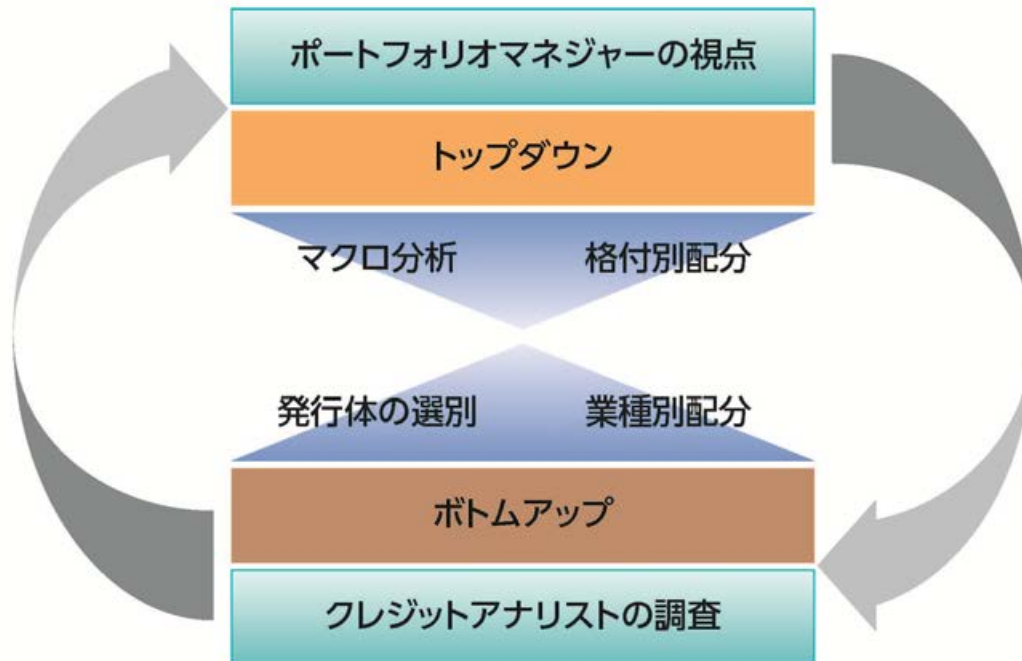 ポートフォリオマネジャーの視点
トップダウン
マクロ分析 格付別配分
発行体の選別 業種別配分
ボトムアップ
クレジットアナリストの調査